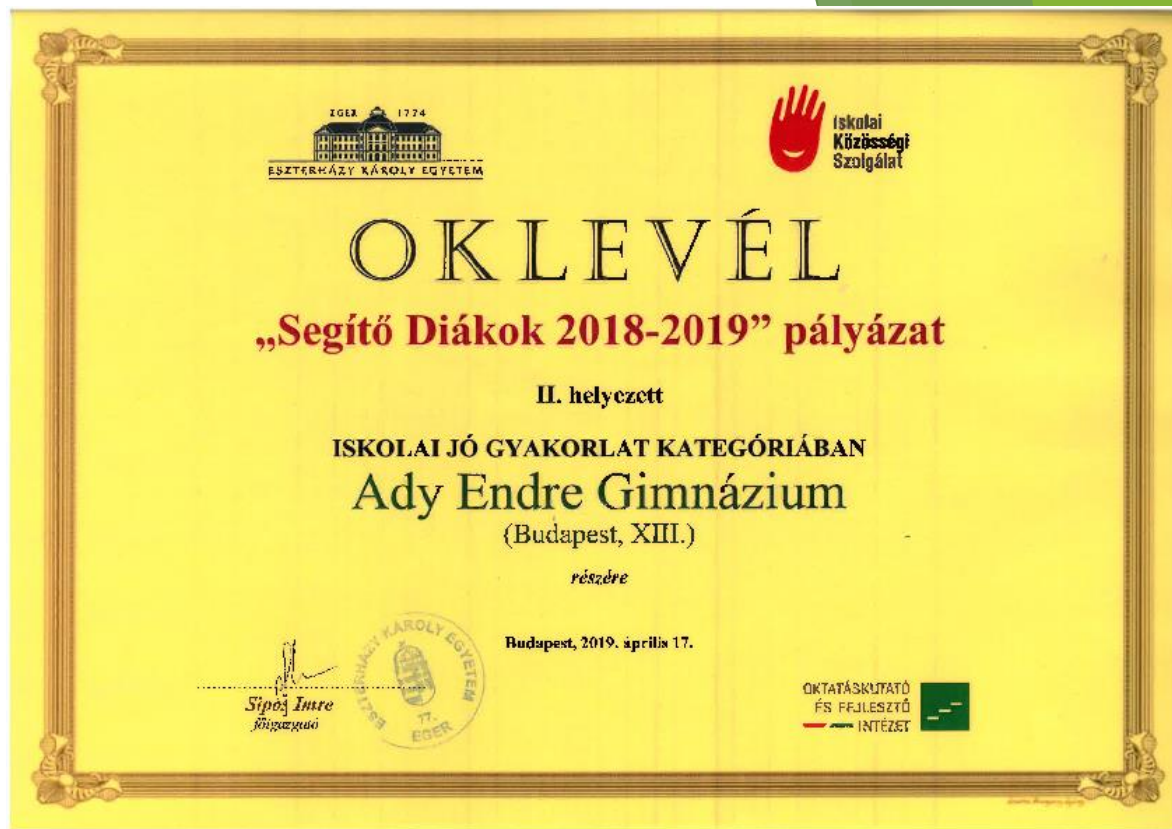 EGER 1774
ESZTERHÁZY KÁROLY EGYETEM
Iskolai
Közösségi
Szolgálat
OKLEVÉL
„Segítő Diákok 2018-2019” pályázat
II. helyezett
ISKOLAI JÓ GYAKORLAT KATEGÓRIÁBAN
Ady Endre Gimnázium
(Budapest, XIII.)
részére
Budapest, 2019. április 17.
Sipos Imre
főigazgató
ESZTERHÁZY KÁROLY EGYETEM
77.
EGER
OKTATÁSKUTATÓ
ÉS FEJLESZTŐ
INTÉZET